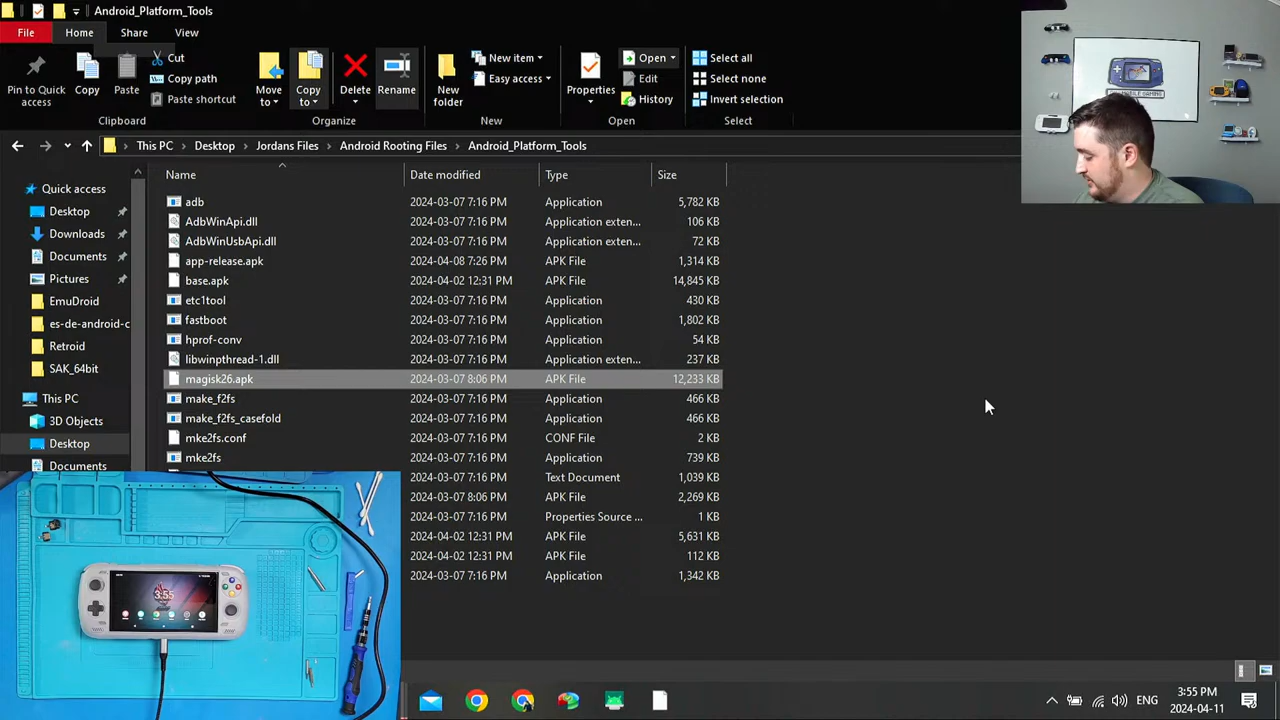 Android_Platform_Tools
File Home Share View
Pin to Quick access
Copy
Paste
Cut
Copy path
Paste shortcut
Clipboard
Move to
Copy to
Delete
Rename
Organize
New folder
New item
Easy access
New
Properties
Open
Edit
History
Open
Select all
Select none
Invert selection
Select
This PC Desktop Jordans Files Android Rooting Files Android_Platform_Tools
Quick access
Desktop
Downloads
Documents
Pictures
EmuDroid
es-de-android-c
Retroid
SAK_64bit
This PC
3D Objects
Desktop
Documents
Name Date modified Type Size
adb 2024-03-07 7:16 PM Application 5,782 KB
AdbWinApi.dll 2024-03-07 7:16 PM Application exten... 106 KB
AdbWinUsbApi.dll 2024-03-07 7:16 PM Application exten... 72 KB
app-release.apk 2024-04-08 7:26 PM APK File 1,314 KB
base.apk 2024-04-02 12:31 PM APK File 14,845 KB
etc1tool 2024-03-07 7:16 PM Application 430 KB
fastboot 2024-03-07 7:16 PM Application 1,802 KB
hprof-conv 2024-03-07 7:16 PM Application 54 KB
libwinpthread-1.dll 2024-03-07 7:16 PM Application exten... 237 KB
magisk26.apk 2024-03-07 8:06 PM APK File 12,233 KB
make_f2fs 2024-03-07 7:16 PM Application 466 KB
make_f2fs_casefold 2024-03-07 7:16 PM Application 466 KB
mke2fs.conf 2024-03-07 7:16 PM CONF File 2 KB
mke2fs 2024-03-07 7:16 PM Application 739 KB
2024-03-07 7:16 PM Text Document 1,039 KB
2024-03-07 8:06 PM APK File 2,269 KB
2024-03-07 7:16 PM Properties Source ... 1 KB
2024-04-02 12:31 PM APK File 5,631 KB
2024-04-02 12:31 PM APK File 112 KB
2024-03-07 7:16 PM Application 1,342 KB
3:55
ENG
3:55 PM
2024-04-11